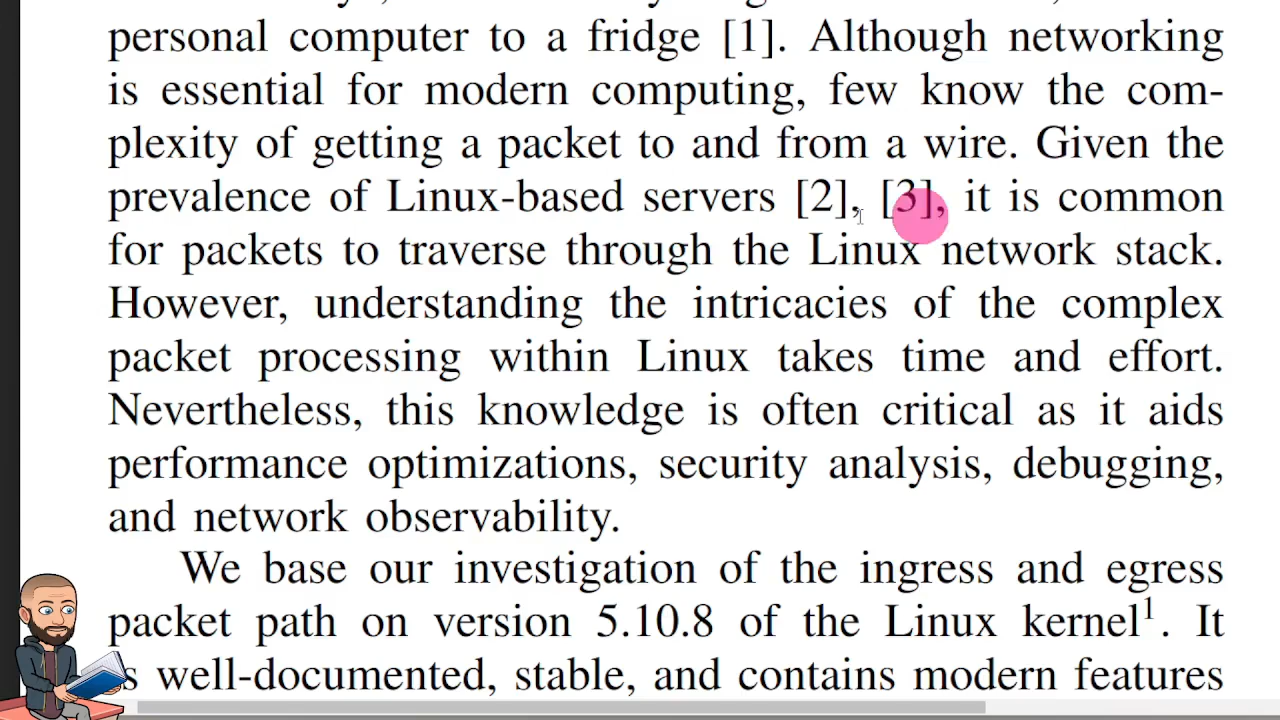 personal computer to a fridge [1]. Although networking
is essential for modern computing, few know the com-
plexity of getting a packet to and from a wire. Given the
prevalence of Linux-based servers [2], [3], it is common
for packets to traverse through the Linux network stack.
However, understanding the intricacies of the complex
packet processing within Linux takes time and effort.
Nevertheless, this knowledge is often critical as it aids
performance optimizations, security analysis, debugging,
and network observability.
We base our investigation of the ingress and egress
packet path on version 5.10.8 of the Linux kernel¹. It
well-documented, stable, and contains modern features